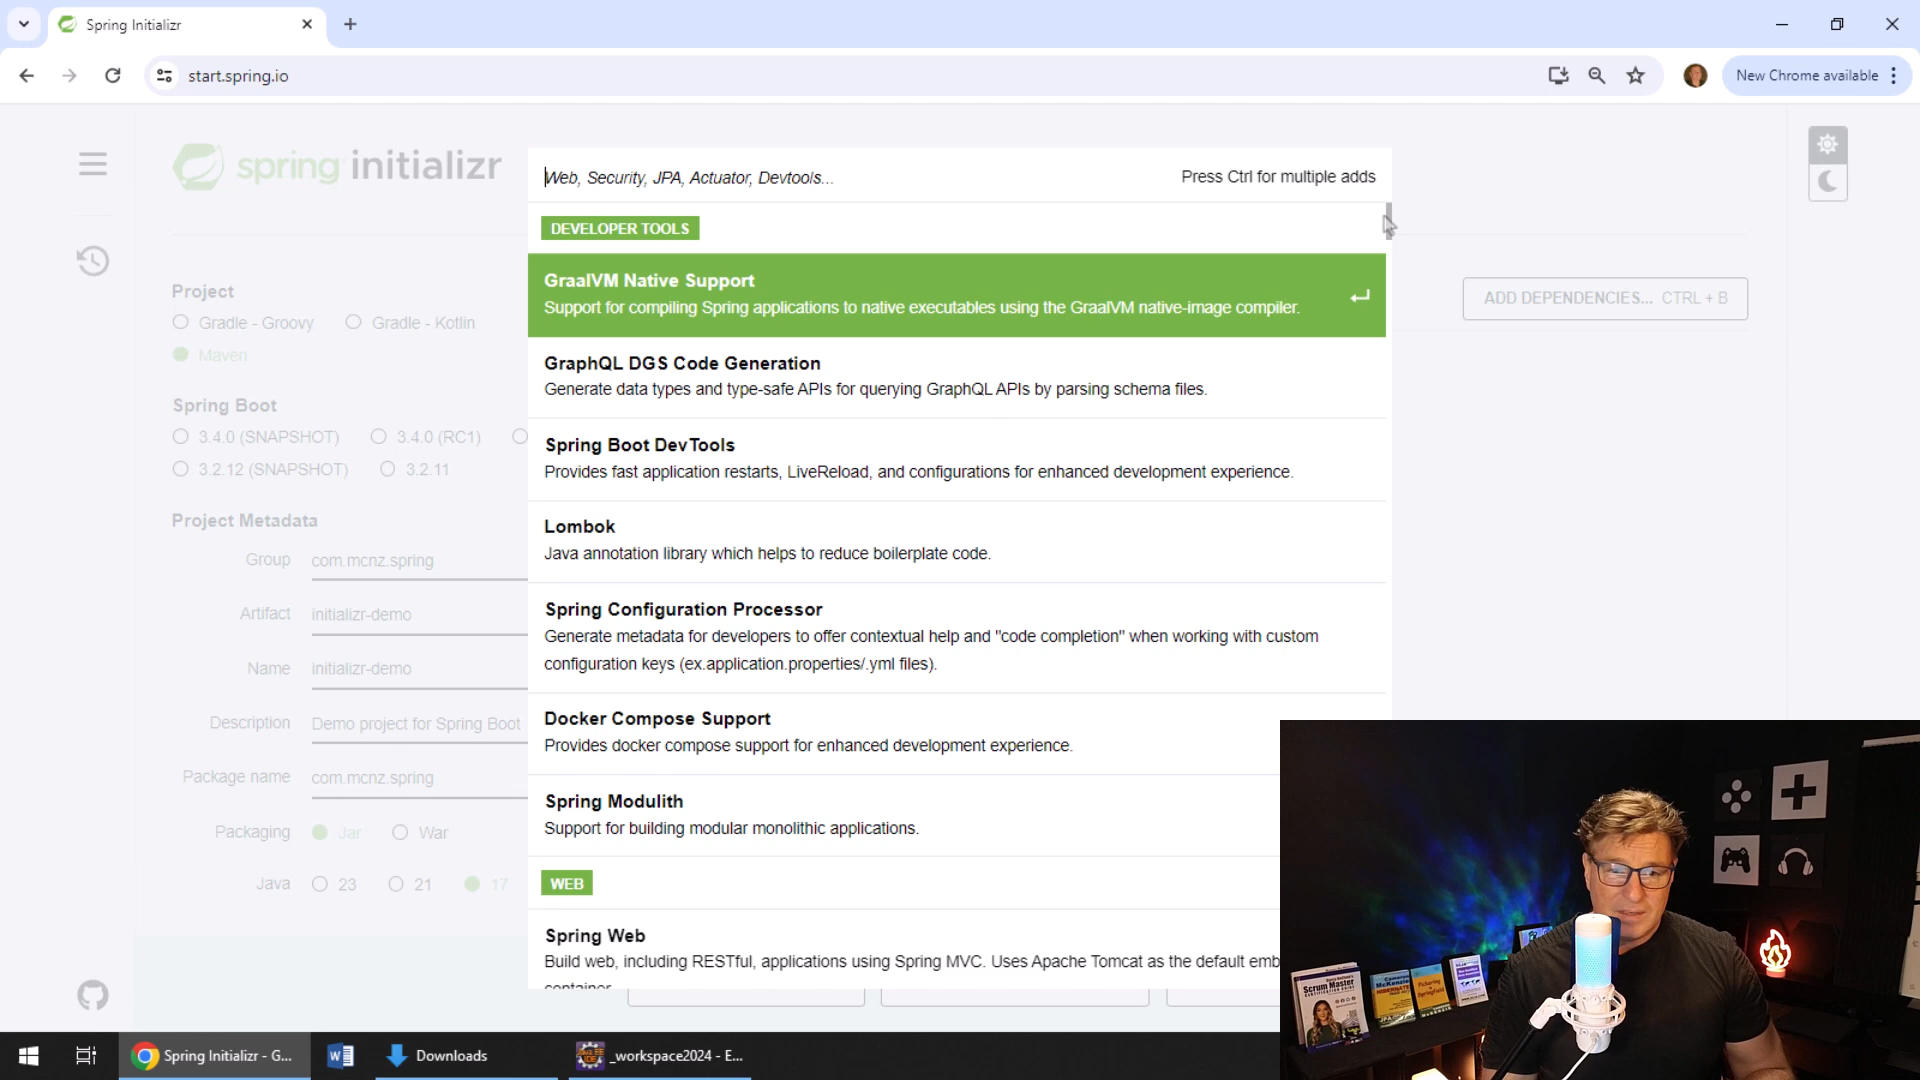 Spring Initializr
start.spring.io
New Chrome available
spring initializr
Web, Security, JPA, Actuator, Devtools...
Press Ctrl for multiple adds
DEVELOPER TOOLS
GraalVM Native Support
Support for compiling Spring applications to native executables using the GraalVM native-image compiler.
ADD DEPENDENCIES... CTRL + B
Project
Gradle - Groovy
Gradle - Kotlin
Maven
GraphQL DGS Code Generation
Generate data types and type-safe APIs for querying GraphQL APIs by parsing schema files.
Spring Boot
3.4.0 (SNAPSHOT)
3.4.0 (RC1)
3.2.12 (SNAPSHOT)
3.2.11
Spring Boot DevTools
Provides fast application restarts, LiveReload, and configurations for enhanced development experience.
Project Metadata
Group com.mcnz.spring
Artifact initializr-demo
Name initializr-demo
Description Demo project for Spring Boot
Package name com.mcnz.spring
Packaging Jar War
Java 23 21 17
Lombok
Java annotation library which helps to reduce boilerplate code.
Spring Configuration Processor
Generate metadata for developers to offer contextual help and "code completion" when working with custom
configuration keys (ex.application.properties/.yml files).
Docker Compose Support
Provides docker compose support for enhanced development experience.
Spring Modulith
Support for building modular monolithic applications.
WEB
Spring Web
Build web, including RESTful, applications using Spring MVC. Uses Apache Tomcat as the default emb
container.
Scrum Master
HIBERNATE
Pickering
Springfield
Spring Initializr - G...
Downloads
_workspace2024 - E...